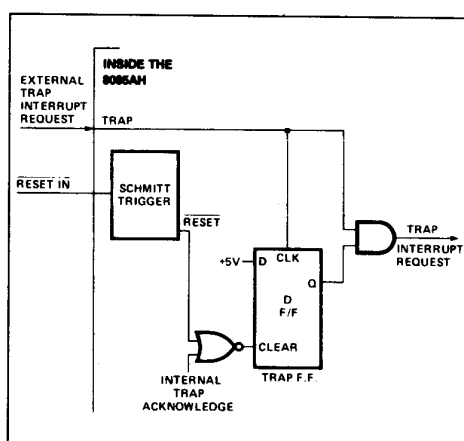 INSIDE THE
8085AH
EXTERNAL
TRAP
INTERRUPT
REQUEST
TRAP
RESET IN
SCHMITT
TRIGGER
RESET
TRAP
INTERRUPT
REQUEST
+5V
D
CLK
Q
D
F/F
CLEAR
TRAP F.F.
INTERNAL
TRAP
ACKNOWLEDGE